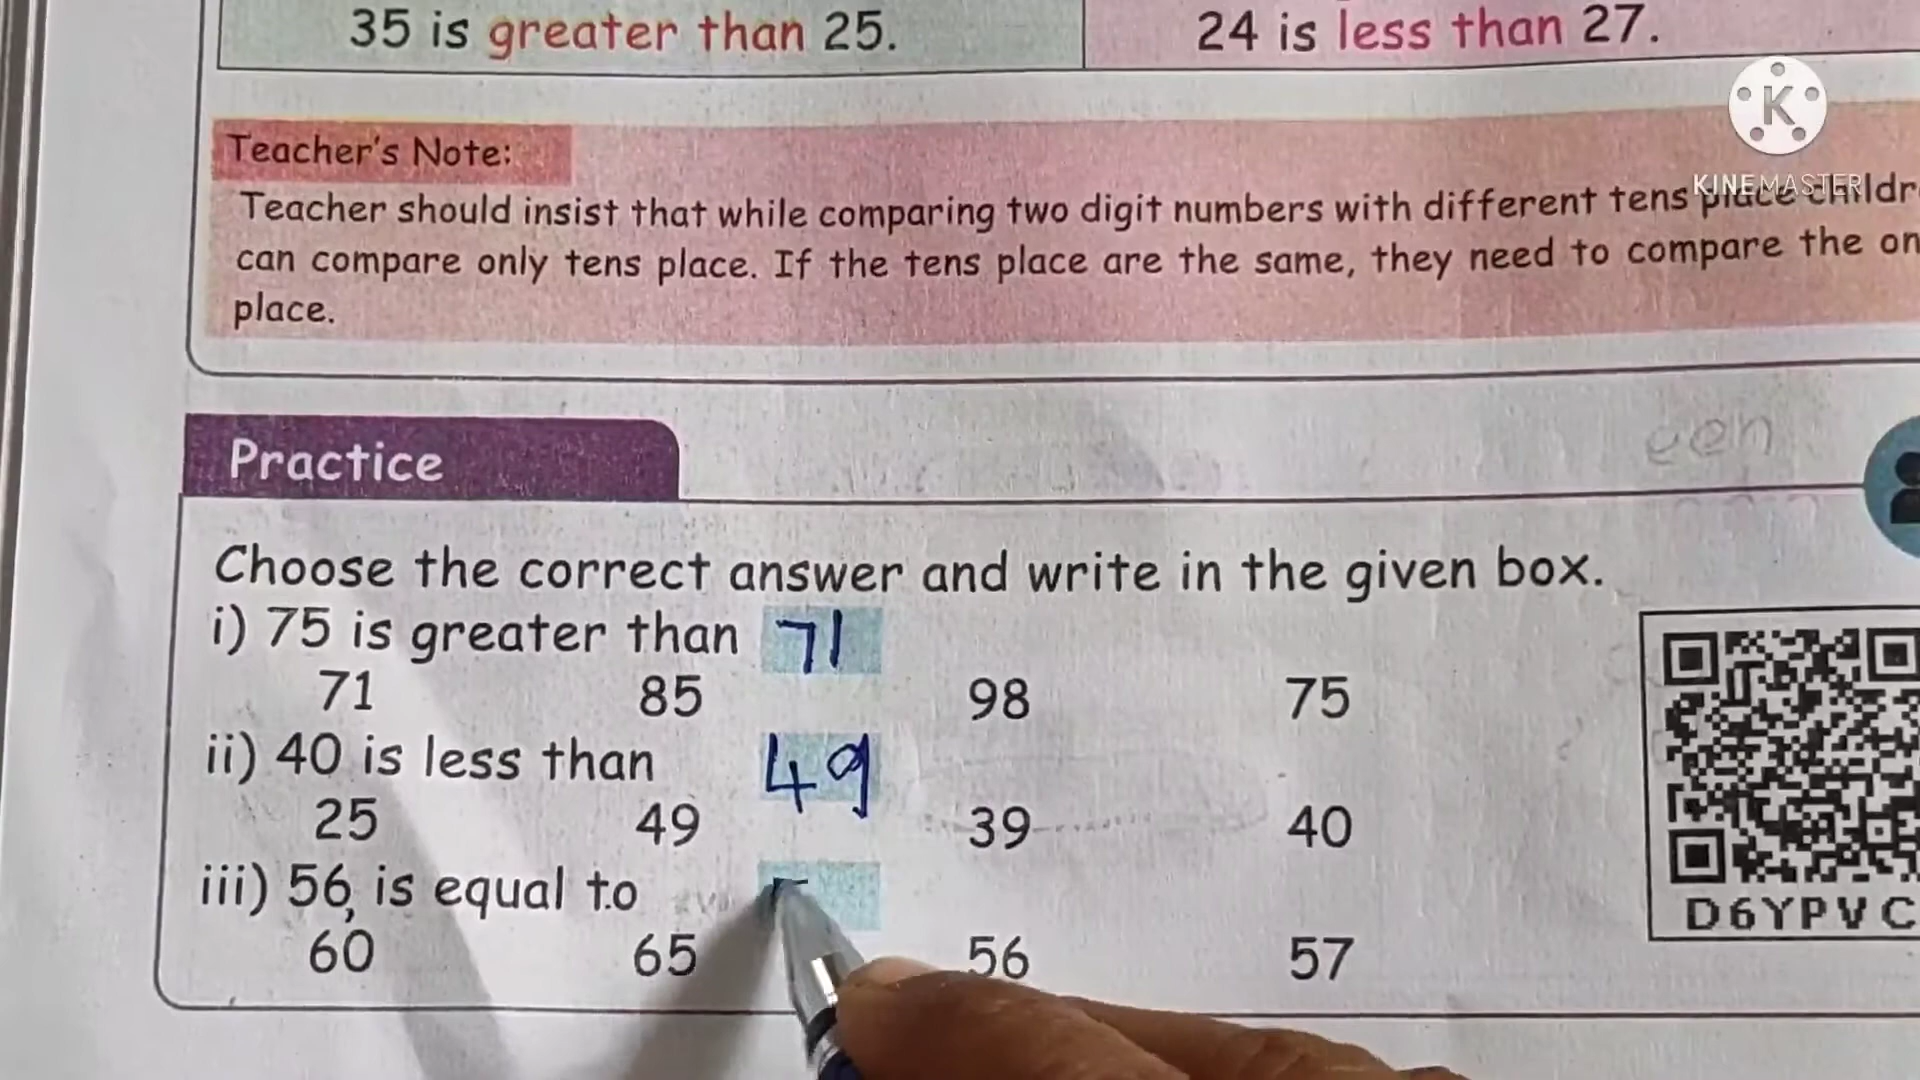 35 is greater than 25.
24 is less than 27.
K
KINEMASTER
Teacher's Note:
Teacher should insist that while comparing two digit numbers with different tens place childr
can compare only tens place. If the tens place are the same, they need to compare the on
place.
Practice
een
Choose the correct answer and write in the given box.
i) 75 is greater than 71
71 85 98 75
ii) 40 is less than 49
25 49 39 40
iii) 56, is equal to
60 65 56 57
D6YPVC